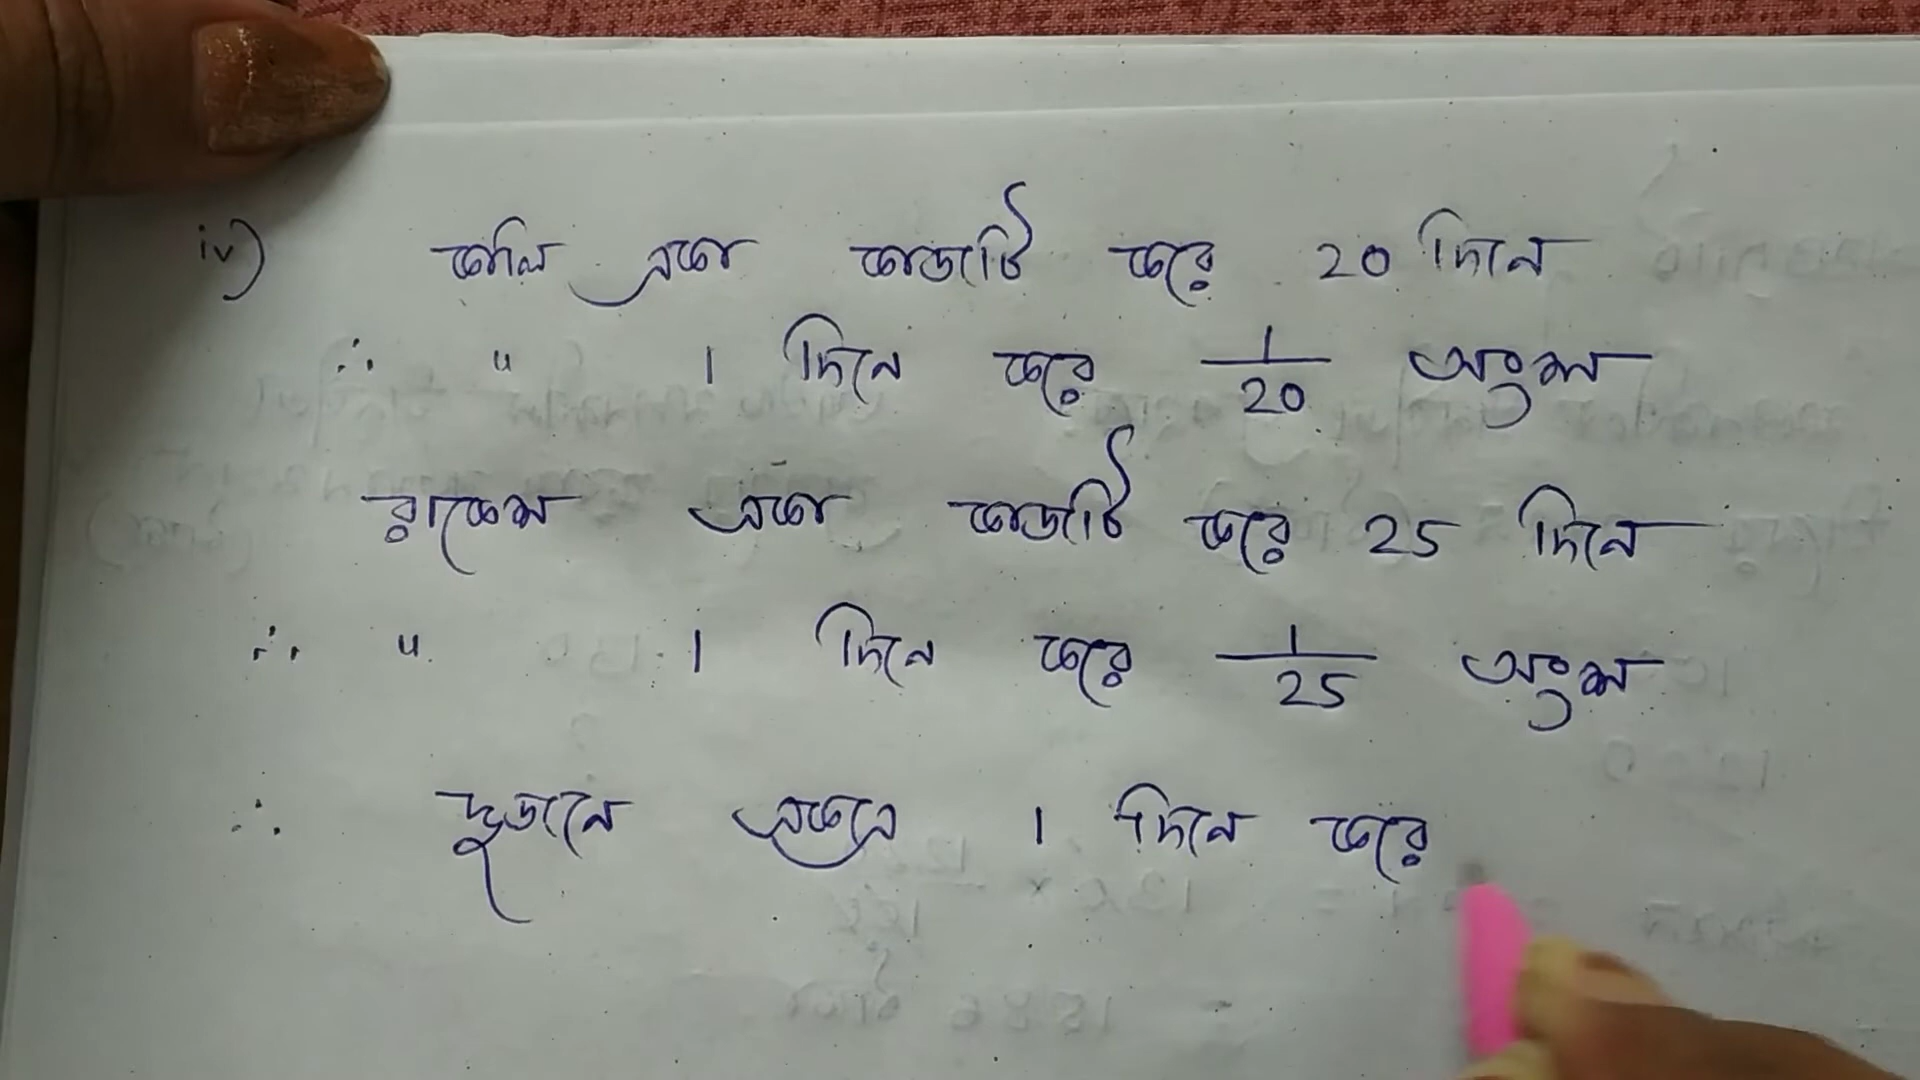 iv) কলি একা কাজটি করে 20 দিনে
∴ " 1 দিনে করে 1/20 অংশ
রাকেশ একা কাজটি করে 25 দিনে
∴ " 1 দিনে করে 1/25 অংশ
∴ দুজনে একত্রে 1 দিনে করে